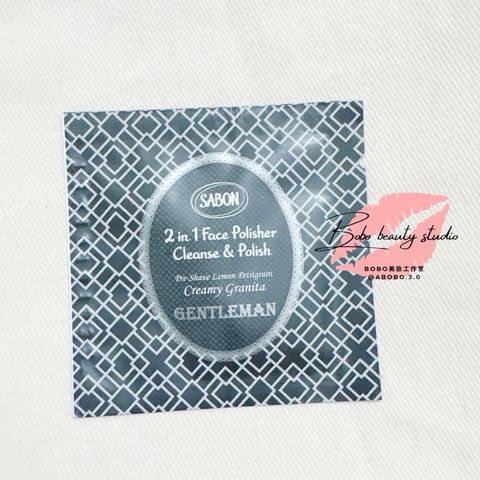 SABON
2 in 1 Face Polisher
Cleanse & Polish
Pre-Shave Lemon Petitgrain
Creamy Granita
GENTLEMAN
Bobo beauty studio
BOBO美妝工作室
@ABOBO.3.0